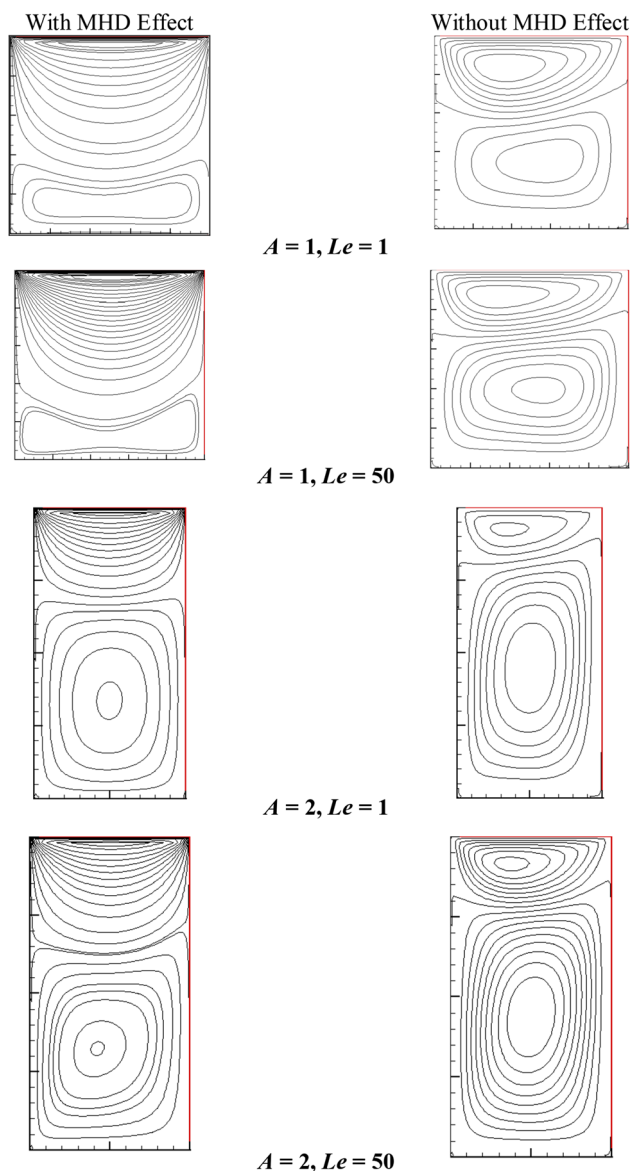 With MHD Effect Without MHD Effect
A = 1, Le = 1
A = 1, Le = 50
A = 2, Le = 1
A = 2, Le = 50